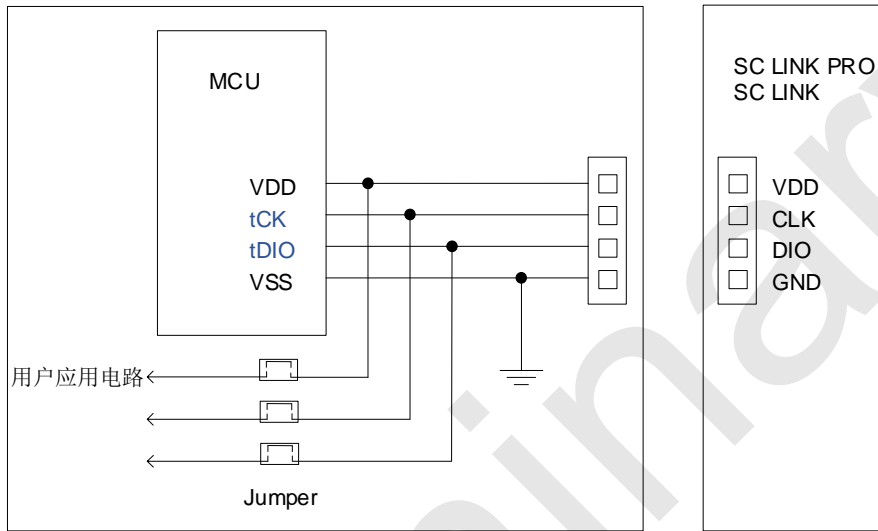 MCU
VDD
tCK
tDIO
VSS
用户应用电路
Jumper
SC LINK PRO
SC LINK
VDD
CLK
DIO
GND